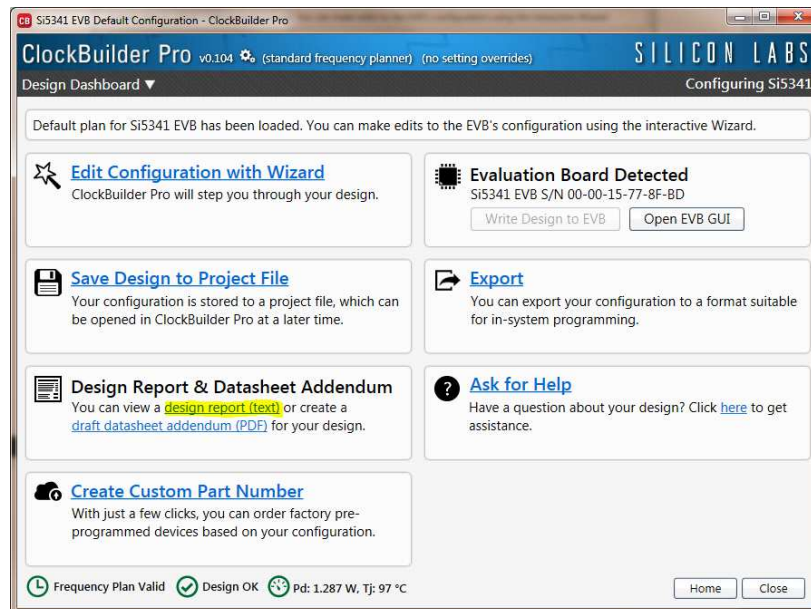 CB Si5341 EVB Default Configuration - ClockBuilder Pro
ClockBuilder Pro v0.104 (standard frequency planner) (no setting overrides) SILICON LABS
Design Dashboard ▼ Configuring Si5341
Default plan for Si5341 EVB has been loaded. You can make edits to the EVB's configuration using the interactive Wizard.
Edit Configuration with Wizard
ClockBuilder Pro will step you through your design.
Evaluation Board Detected
Si5341 EVB S/N 00-00-15-77-8F-BD
Write Design to EVB Open EVB GUI
Save Design to Project File
Your configuration is stored to a project file, which can
be opened in ClockBuilder Pro at a later time.
Export
You can export your configuration to a format suitable
for in-system programming.
Design Report & Datasheet Addendum
You can view a design report (text) or create a
draft datasheet addendum (PDF) for your design.
? Ask for Help
Have a question about your design? Click here to get
assistance.
Create Custom Part Number
With just a few clicks, you can order factory pre-
programmed devices based on your configuration.
Frequency Plan Valid Design OK Pd: 1.287 W, Tj: 97 °C Home Close